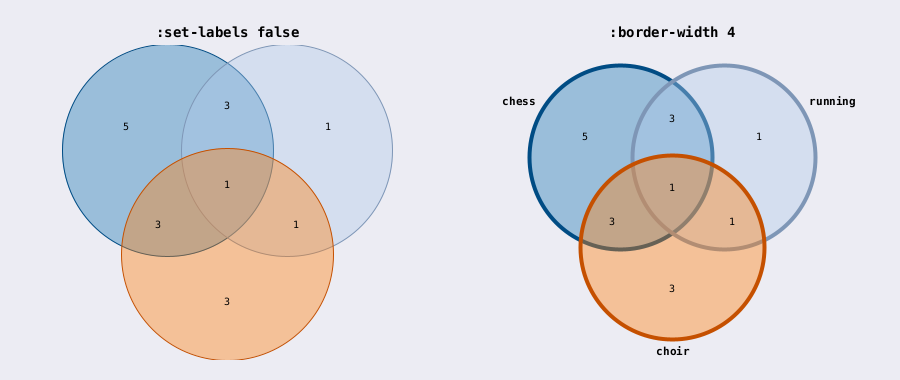 :set-labels false
3
5
1
1
3
1
3
:border-width 4
chess
running
3
5
1
1
3
1
3
choir